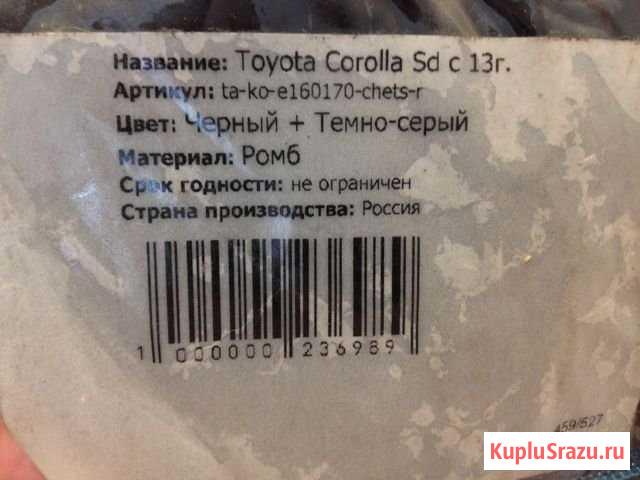 Название: Toyota Corolla Sd с 13г.
Артикул: ta-ko-e160170-chets-r
Цвет: Черный + Темно-серый
Материал: Ромб
Срок годности: не ограничен
Страна производства: Россия
1 000000 236989
459/527
KupluSrazu.ru